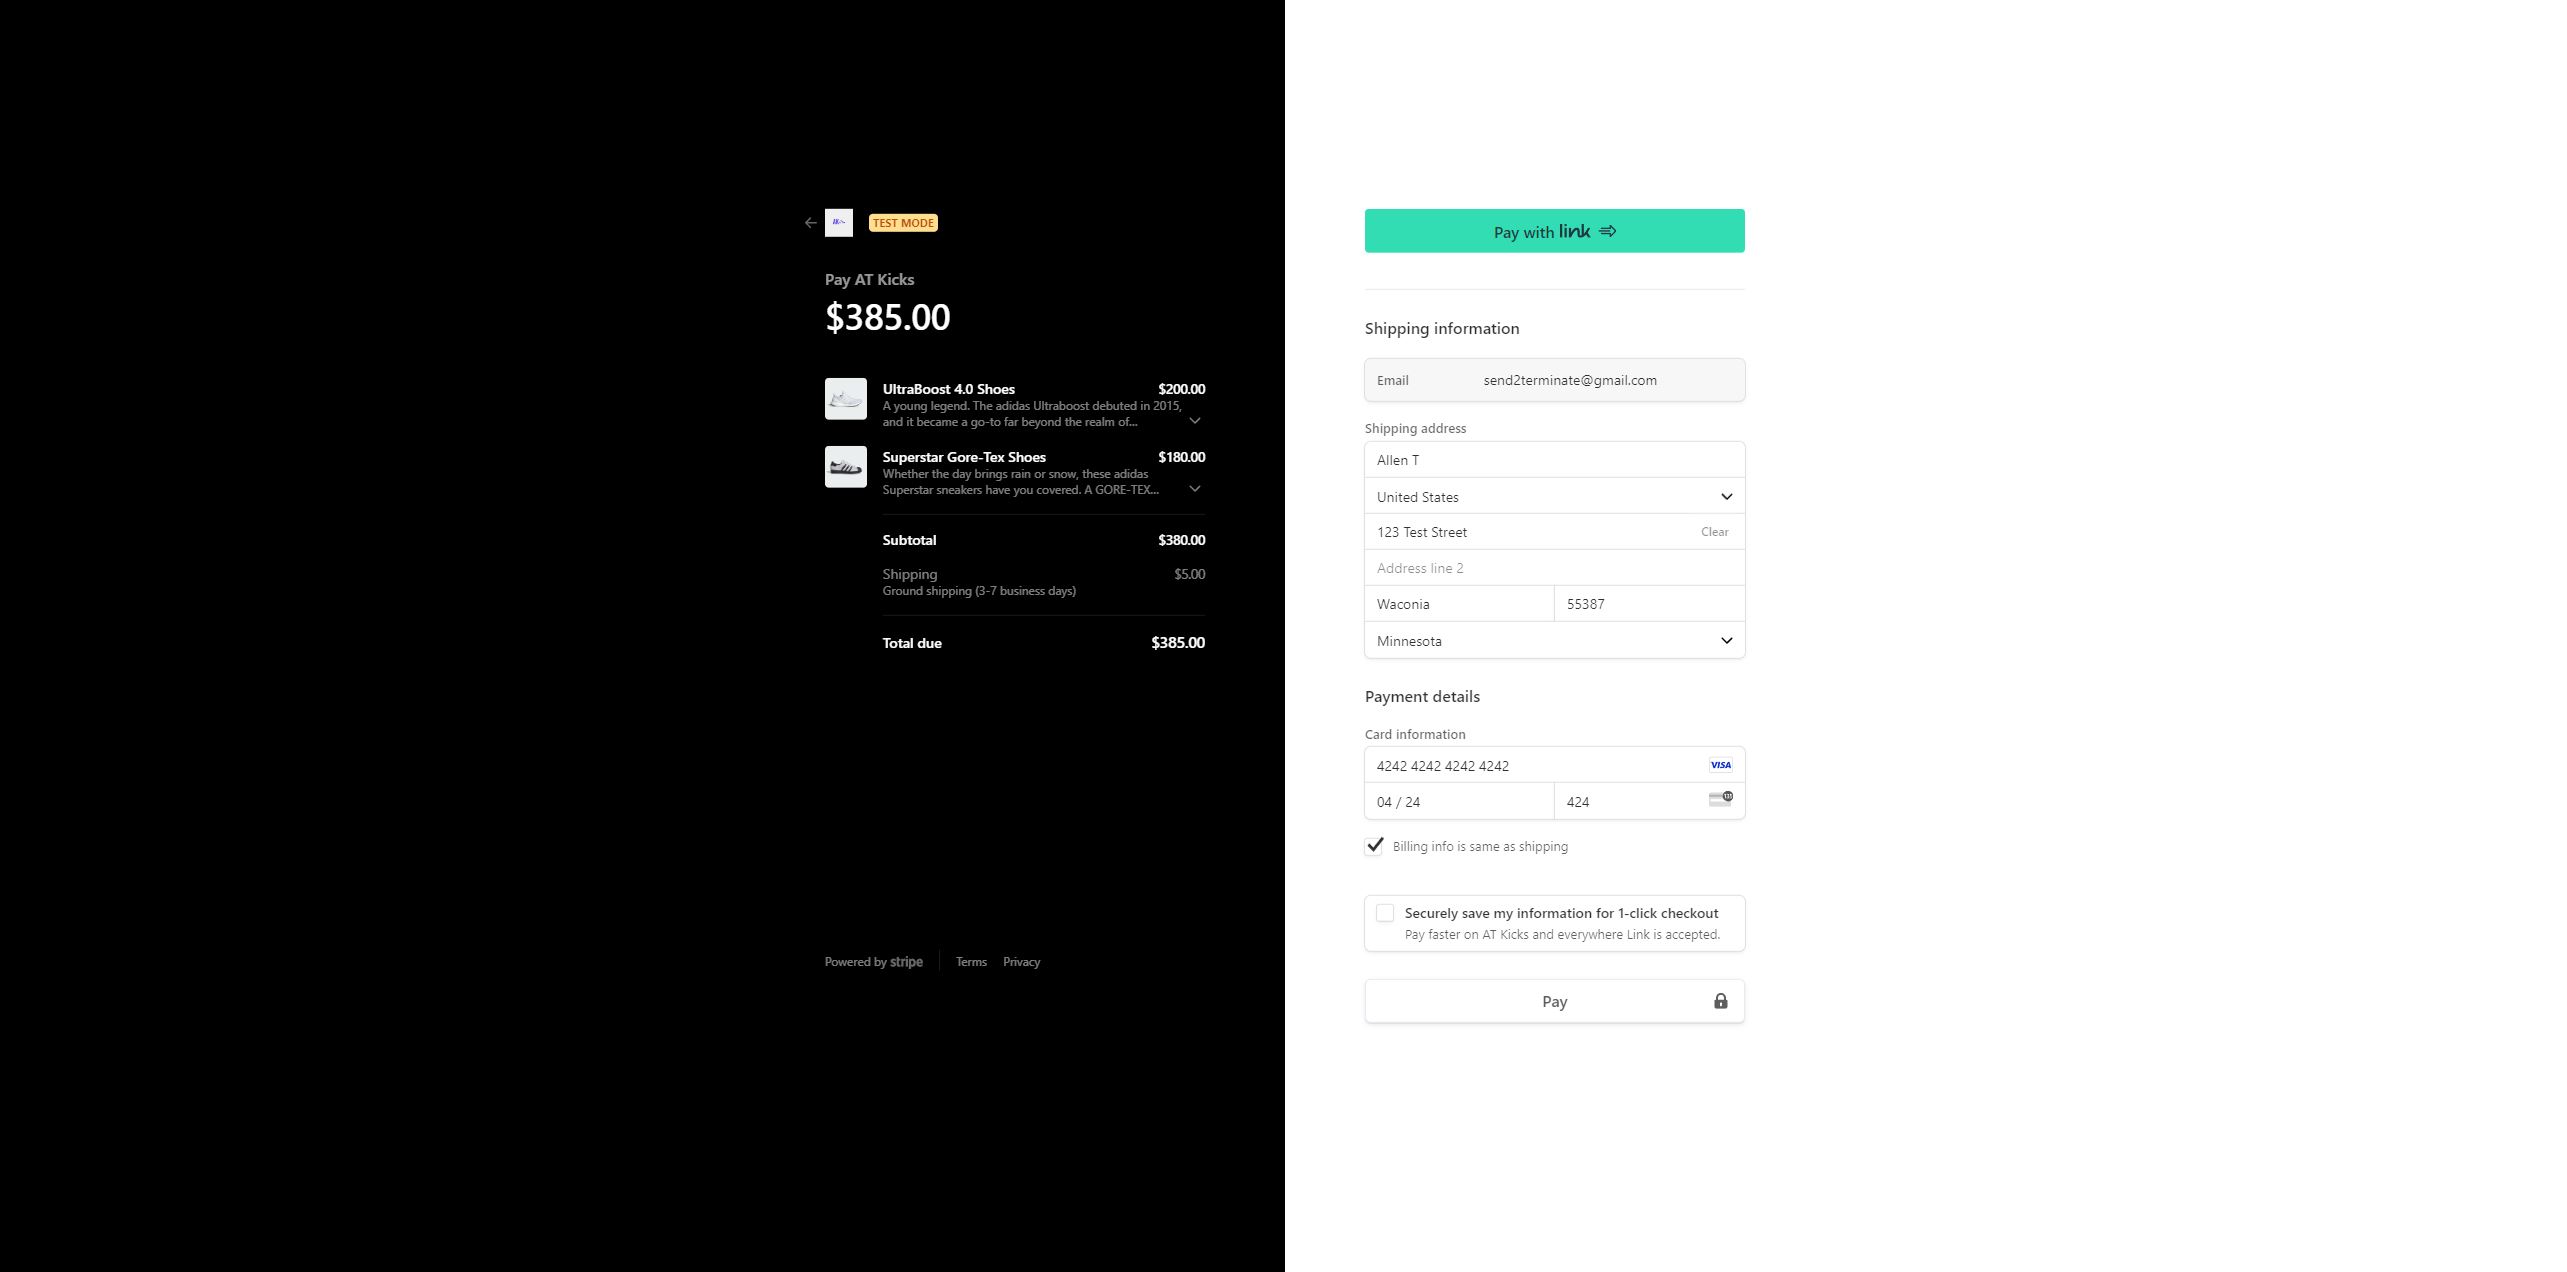 TEST MODE
Pay AT Kicks
$385.00
UltraBoost 4.0 Shoes $200.00
A young legend. The adidas Ultraboost debuted in 2015,
and it became a go-to far beyond the realm of...
Superstar Gore-Tex Shoes $180.00
Whether the day brings rain or snow, these adidas
Superstar sneakers have you covered. A GORE-TEX...
Subtotal $380.00
Shipping $5.00
Ground shipping (3-7 business days)
Total due $385.00
Powered by stripe Terms Privacy
Pay with link
Shipping information
Email send2terminate@gmail.com
Shipping address
Allen T
United States
123 Test Street Clear
Address line 2
Waconia 55387
Minnesota
Payment details
Card information
4242 4242 4242 4242 VISA
04 / 24 424
Billing info is same as shipping
Securely save my information for 1-click checkout
Pay faster on AT Kicks and everywhere Link is accepted.
Pay